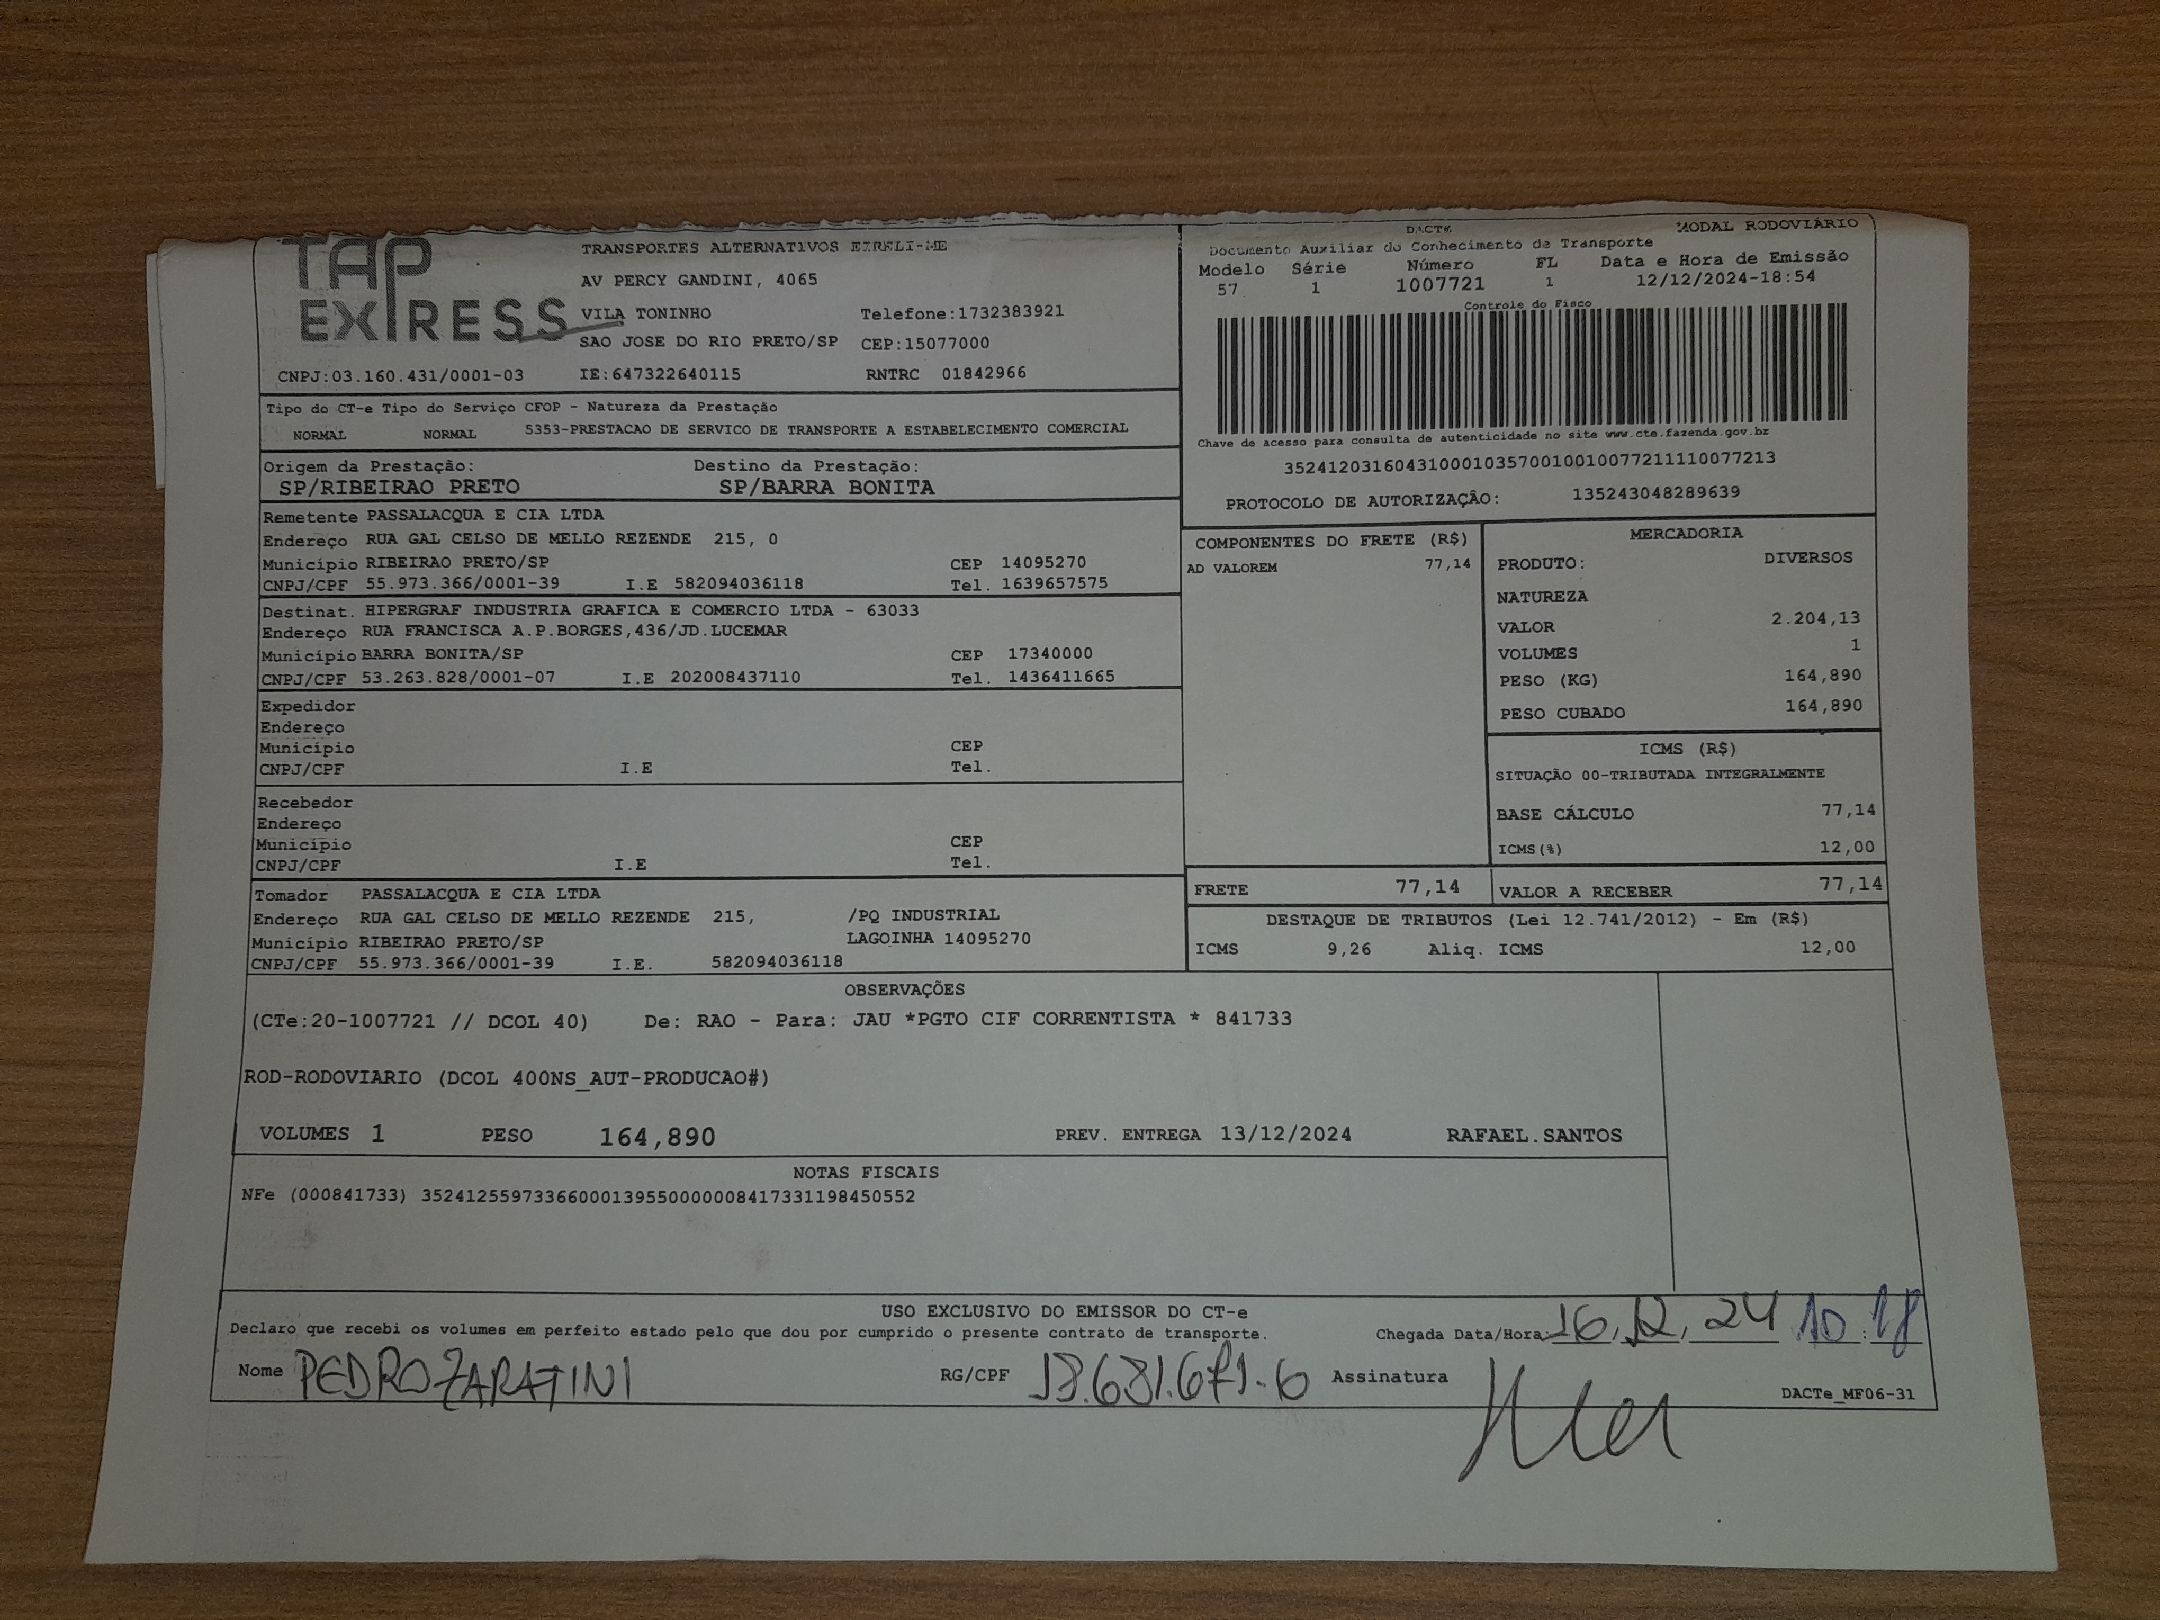 TAP EXPRESS
TRANSPORTES ALTERNATIVOS EIRELI-ME
AV PERCY GANDINI, 4065
VILA TONINHO Telefone:1732383921
SAO JOSE DO RIO PRETO/SP CEP:15077000
CNPJ:03.160.431/0001-03 IE:647322640115 RNTRC 01842966
DACTE MODAL RODOVIÁRIO
Documento Auxiliar do Conhecimento de Transporte
Modelo Série Número FL Data e Hora de Emissão
57 1 1007721 1 12/12/2024-18:54
Controle do Fisco
Chave de acesso para consulta de autenticidade no site www.cte.fazenda.gov.br
35241203160431000103570010010077211110077213
PROTOCOLO DE AUTORIZAÇÃO: 135243048289639
Tipo do CT-e Tipo do Serviço CFOP - Natureza da Prestação
NORMAL NORMAL 5353-PRESTACAO DE SERVICO DE TRANSPORTE A ESTABELECIMENTO COMERCIAL
Origem da Prestação: Destino da Prestação:
SP/RIBEIRAO PRETO SP/BARRA BONITA
Remetente PASSALACQUA E CIA LTDA
Endereço RUA GAL CELSO DE MELLO REZENDE 215, 0
Município RIBEIRAO PRETO/SP CEP 14095270
CNPJ/CPF 55.973.366/0001-39 I.E 582094036118 Tel. 1639657575
Destinat. HIPERGRAF INDUSTRIA GRAFICA E COMERCIO LTDA - 63033
Endereço RUA FRANCISCA A.P.BORGES,436/JD.LUCEMAR
Município BARRA BONITA/SP CEP 17340000
CNPJ/CPF 53.263.828/0001-07 I.E 202008437110 Tel. 1436411665
Expedidor
Endereço
Município CEP
CNPJ/CPF I.E Tel.
Recebedor
Endereço
Município CEP
CNPJ/CPF I.E Tel.
Tomador PASSALACQUA E CIA LTDA
Endereço RUA GAL CELSO DE MELLO REZENDE 215, /PQ INDUSTRIAL
Município RIBEIRAO PRETO/SP LAGOINHA 14095270
CNPJ/CPF 55.973.366/0001-39 I.E. 582094036118
COMPONENTES DO FRETE (R$)
AD VALOREM 77,14
MERCADORIA
PRODUTO: DIVERSOS
NATUREZA
VALOR 2.204,13
VOLUMES 1
PESO (KG) 164,890
PESO CUBADO 164,890
ICMS (R$)
SITUAÇÃO 00-TRIBUTADA INTEGRALMENTE
BASE CÁLCULO 77,14
ICMS(%) 12,00
FRETE 77,14 VALOR A RECEBER 77,14
DESTAQUE DE TRIBUTOS (Lei 12.741/2012) - Em (R$)
ICMS 9,26 Aliq. ICMS 12,00
OBSERVAÇÕES
(CTe:20-1007721 // DCOL 40) De: RAO - Para: JAU *PGTO CIF CORRENTISTA * 841733
ROD-RODOVIARIO (DCOL 400NS_AUT-PRODUCAO#)
VOLUMES 1 PESO 164,890 PREV. ENTREGA 13/12/2024 RAFAEL.SANTOS
NOTAS FISCAIS
NFe (000841733) 35241255973366000139550000008417331198450552
USO EXCLUSIVO DO EMISSOR DO CT-e
Declaro que recebi os volumes em perfeito estado pelo que dou por cumprido o presente contrato de transporte. Chegada Data/Hora: 16,12,24 10:18
Nome PEDRO ZARATINI RG/CPF Assinatura
DACTe_MF06-31